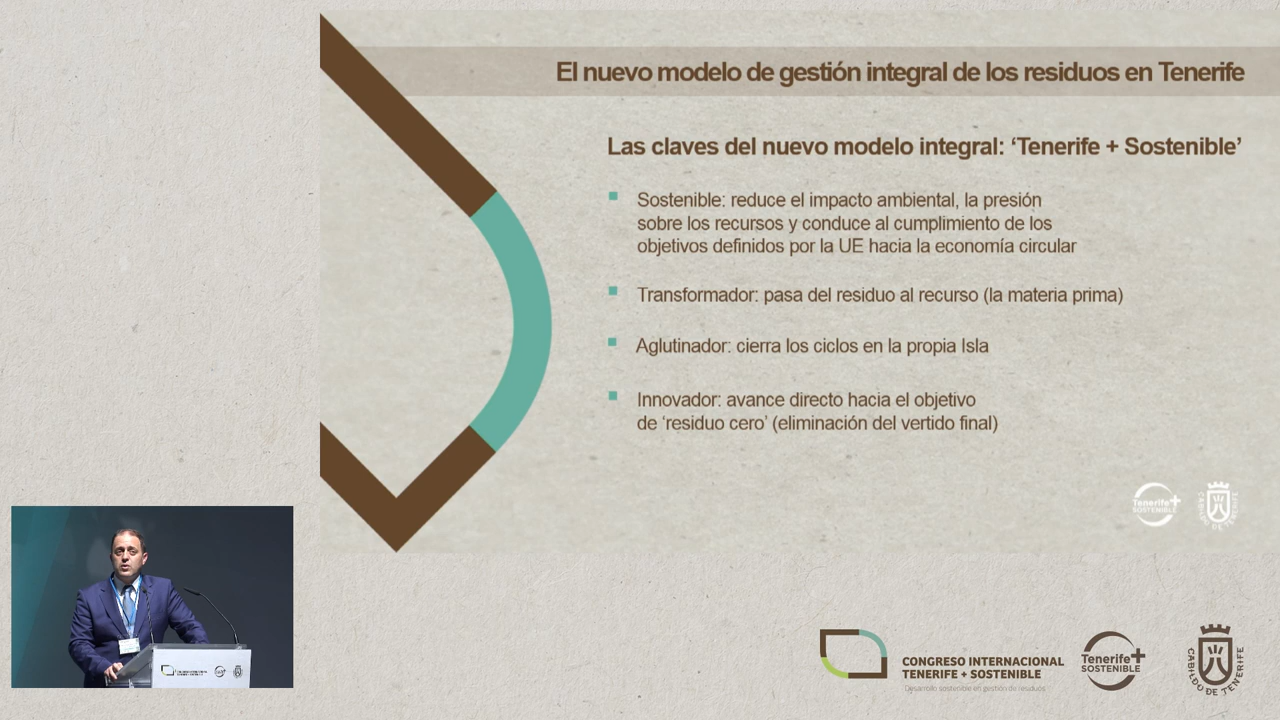 El nuevo modelo de gestión integral de los residuos en Tenerife
Las claves del nuevo modelo integral: ‘Tenerife + Sostenible’
Sostenible: reduce el impacto ambiental, la presión
sobre los recursos y conduce al cumplimiento de los
objetivos definidos por la UE hacia la economía circular
Transformador: pasa del residuo al recurso (la materia prima)
Aglutinador: cierra los ciclos en la propia Isla
Innovador: avance directo hacia el objetivo
de ‘residuo cero’ (eliminación del vertido final)
Tenerife+
SOSTENIBLE
CABILDO DE TENERIFE
CONGRESO INTERNACIONAL
TENERIFE + SOSTENIBLE
Desarrollo sostenible en gestión de residuos
Tenerife+
SOSTENIBLE
CABILDO DE TENERIFE